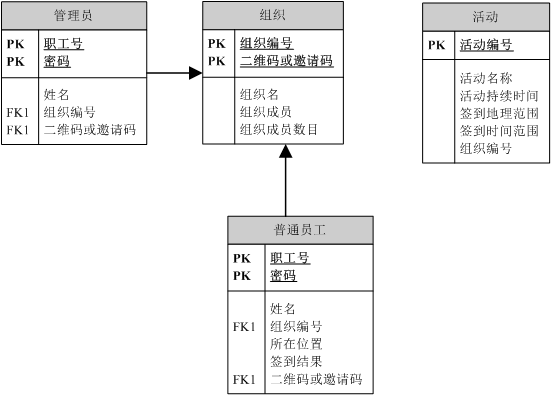 管理员
PK 职工号
PK 密码
姓名
FK1 组织编号
FK1 二维码或邀请码
组织
PK 组织编号
PK 二维码或邀请码
组织名
组织成员
组织成员数目
活动
PK 活动编号
活动名称
活动持续时间
签到地理范围
签到时间范围
组织编号
普通员工
PK 职工号
PK 密码
姓名
FK1 组织编号
所在位置
签到结果
FK1 二维码或邀请码